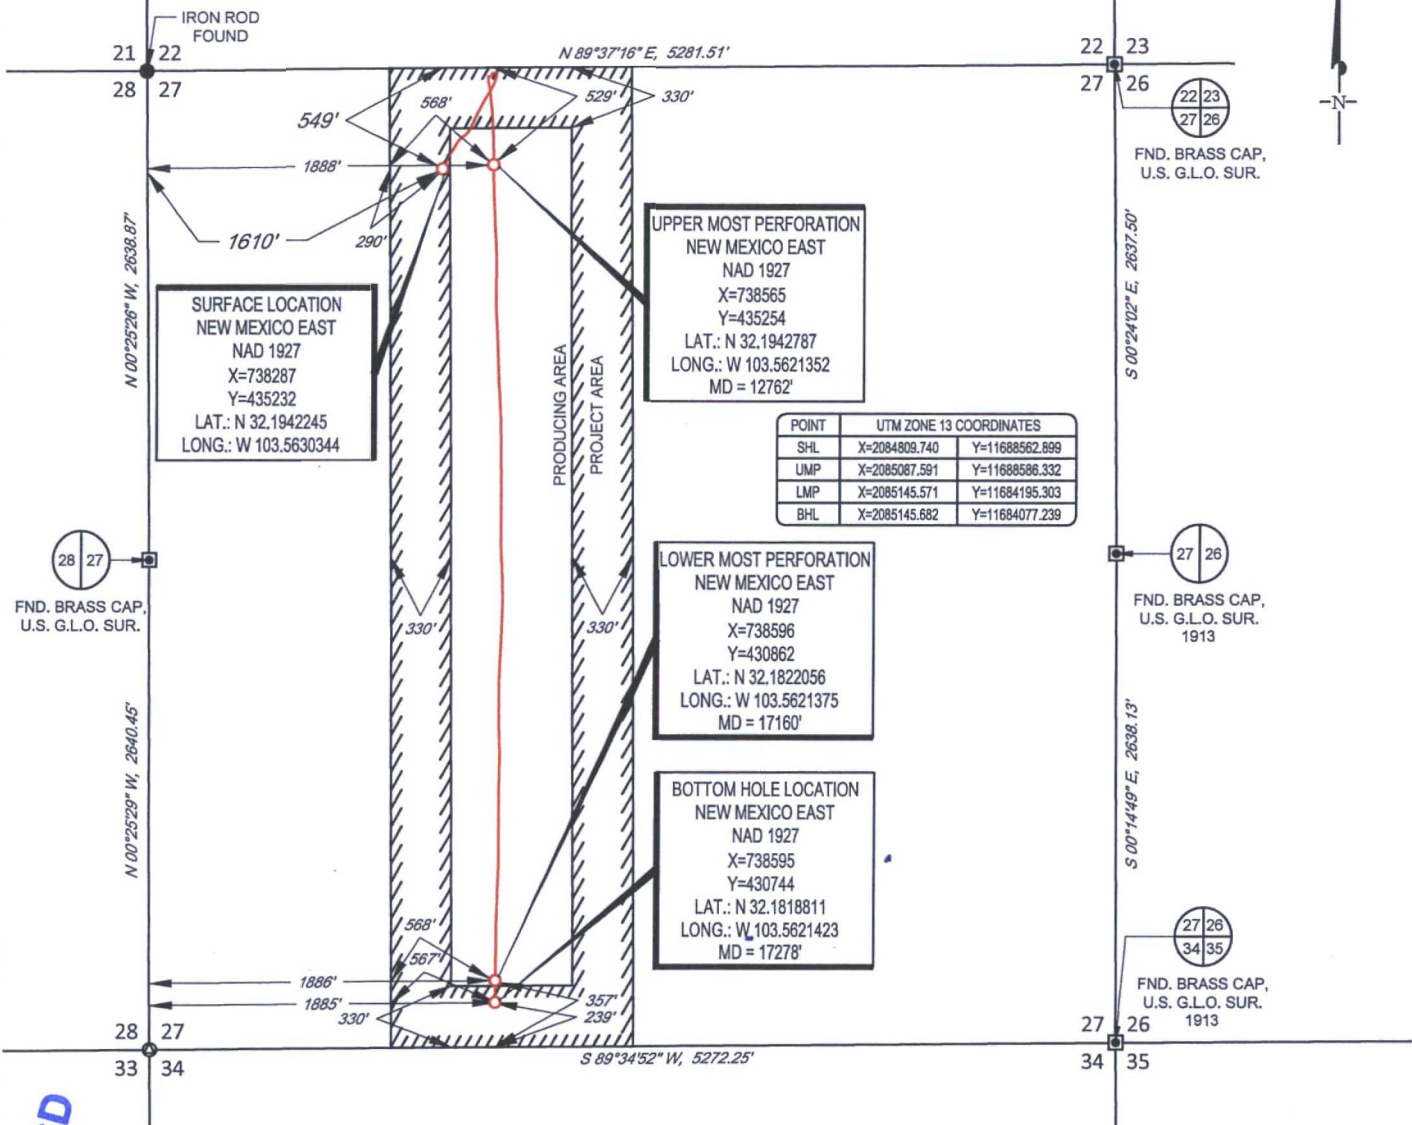 IRON ROD
FOUND
21 22
28 27
N 89°37'16" E, 5281.51'
22 23
27 26
22 23
27 26
FND. BRASS CAP,
U.S. G.L.O. SUR.
-N-
549'
568'
529'
330'
1888'
1610'
290'
N 00°25'26" W, 2638.87'
S 00°24'02" E, 2637.50'
UPPER MOST PERFORATION
NEW MEXICO EAST
NAD 1927
X=738565
Y=435254
LAT.: N 32.1942787
LONG.: W 103.5621352
MD = 12762'
SURFACE LOCATION
NEW MEXICO EAST
NAD 1927
X=738287
Y=435232
LAT.: N 32.1942245
LONG.: W 103.5630344
PRODUCING AREA
PROJECT AREA
POINT UTM ZONE 13 COORDINATES
SHL X=2084809.740 Y=11688562.899
UMP X=2085087.591 Y=11688586.332
LMP X=2085145.571 Y=11684195.303
BHL X=2085145.682 Y=11684077.239
28 27
FND. BRASS CAP,
U.S. G.L.O. SUR.
27 26
FND. BRASS CAP,
U.S. G.L.O. SUR.
1913
330'
330'
LOWER MOST PERFORATION
NEW MEXICO EAST
NAD 1927
X=738596
Y=430862
LAT.: N 32.1822056
LONG.: W 103.5621375
MD = 17160'
N 00°25'29" W, 2640.45'
S 00°14'49" E, 2638.13'
BOTTOM HOLE LOCATION
NEW MEXICO EAST
NAD 1927
X=738595
Y=430744
LAT.: N 32.1818811
LONG.: W 103.5621423
MD = 17278'
568'
567'
1886'
1885'
330'
357'
239'
27 26
34 35
FND. BRASS CAP,
U.S. G.L.O. SUR.
1913
28 27
33 34
S 89°34'52" W, 5272.25'
27 26
34 35